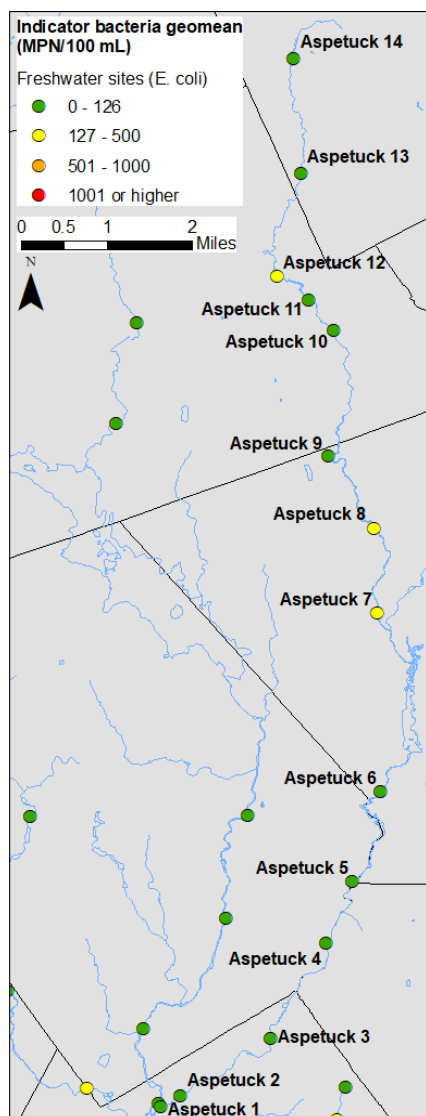 Indicator bacteria geomean
(MPN/100 mL)
Freshwater sites (E. coli)
0 - 126
127 - 500
501 - 1000
1001 or higher
0 0.5 1 2
Miles
N
Aspetuck 14
Aspetuck 13
Aspetuck 12
Aspetuck 11
Aspetuck 10
Aspetuck 9
Aspetuck 8
Aspetuck 7
Aspetuck 6
Aspetuck 5
Aspetuck 4
Aspetuck 3
Aspetuck 2
Aspetuck 1